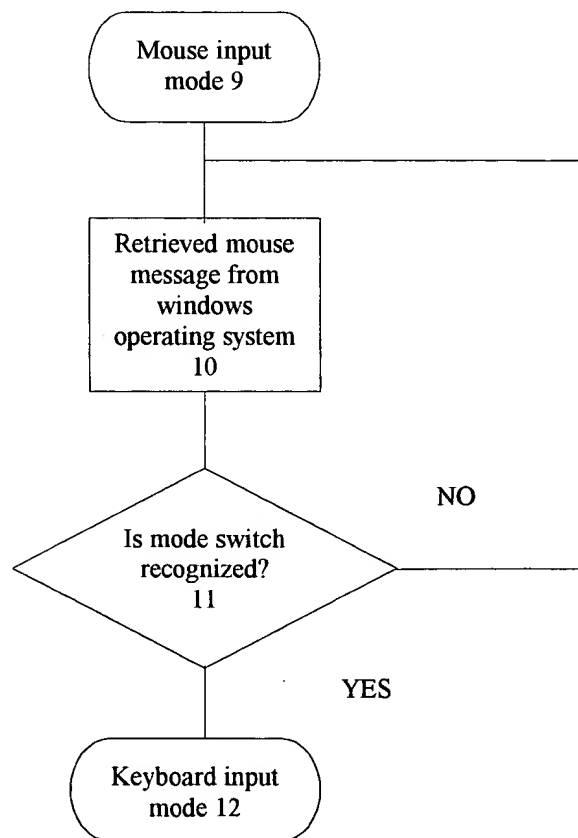 Mouse input
mode 9
Retrieved mouse
message from
windows
operating system
10
NO
Is mode switch
recognized?
11
YES
Keyboard input
mode 12